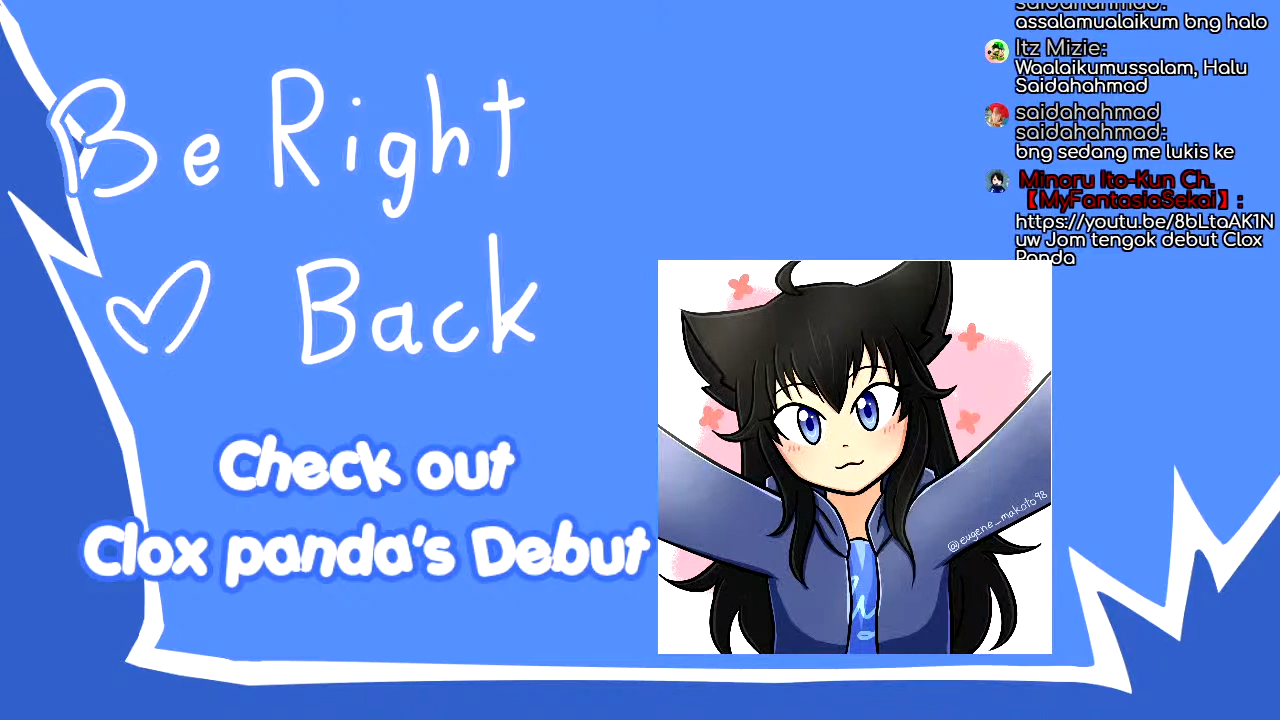 Be Right
Back
Check out
Clox panda's Debut
@eugene_makoto98
saidahahmad:
assalamualaikum bng halo
Itz Mizie:
Waalaikumussalam, Halu
Saidahahmad
saidahahmad
saidahahmad:
bng sedang me lukis ke
Minoru Ito-Kun Ch.
【MyFantasiaSekai】:
https://youtu.be/8bLtaAK1N
uw Jom tengok debut Clox
Panda